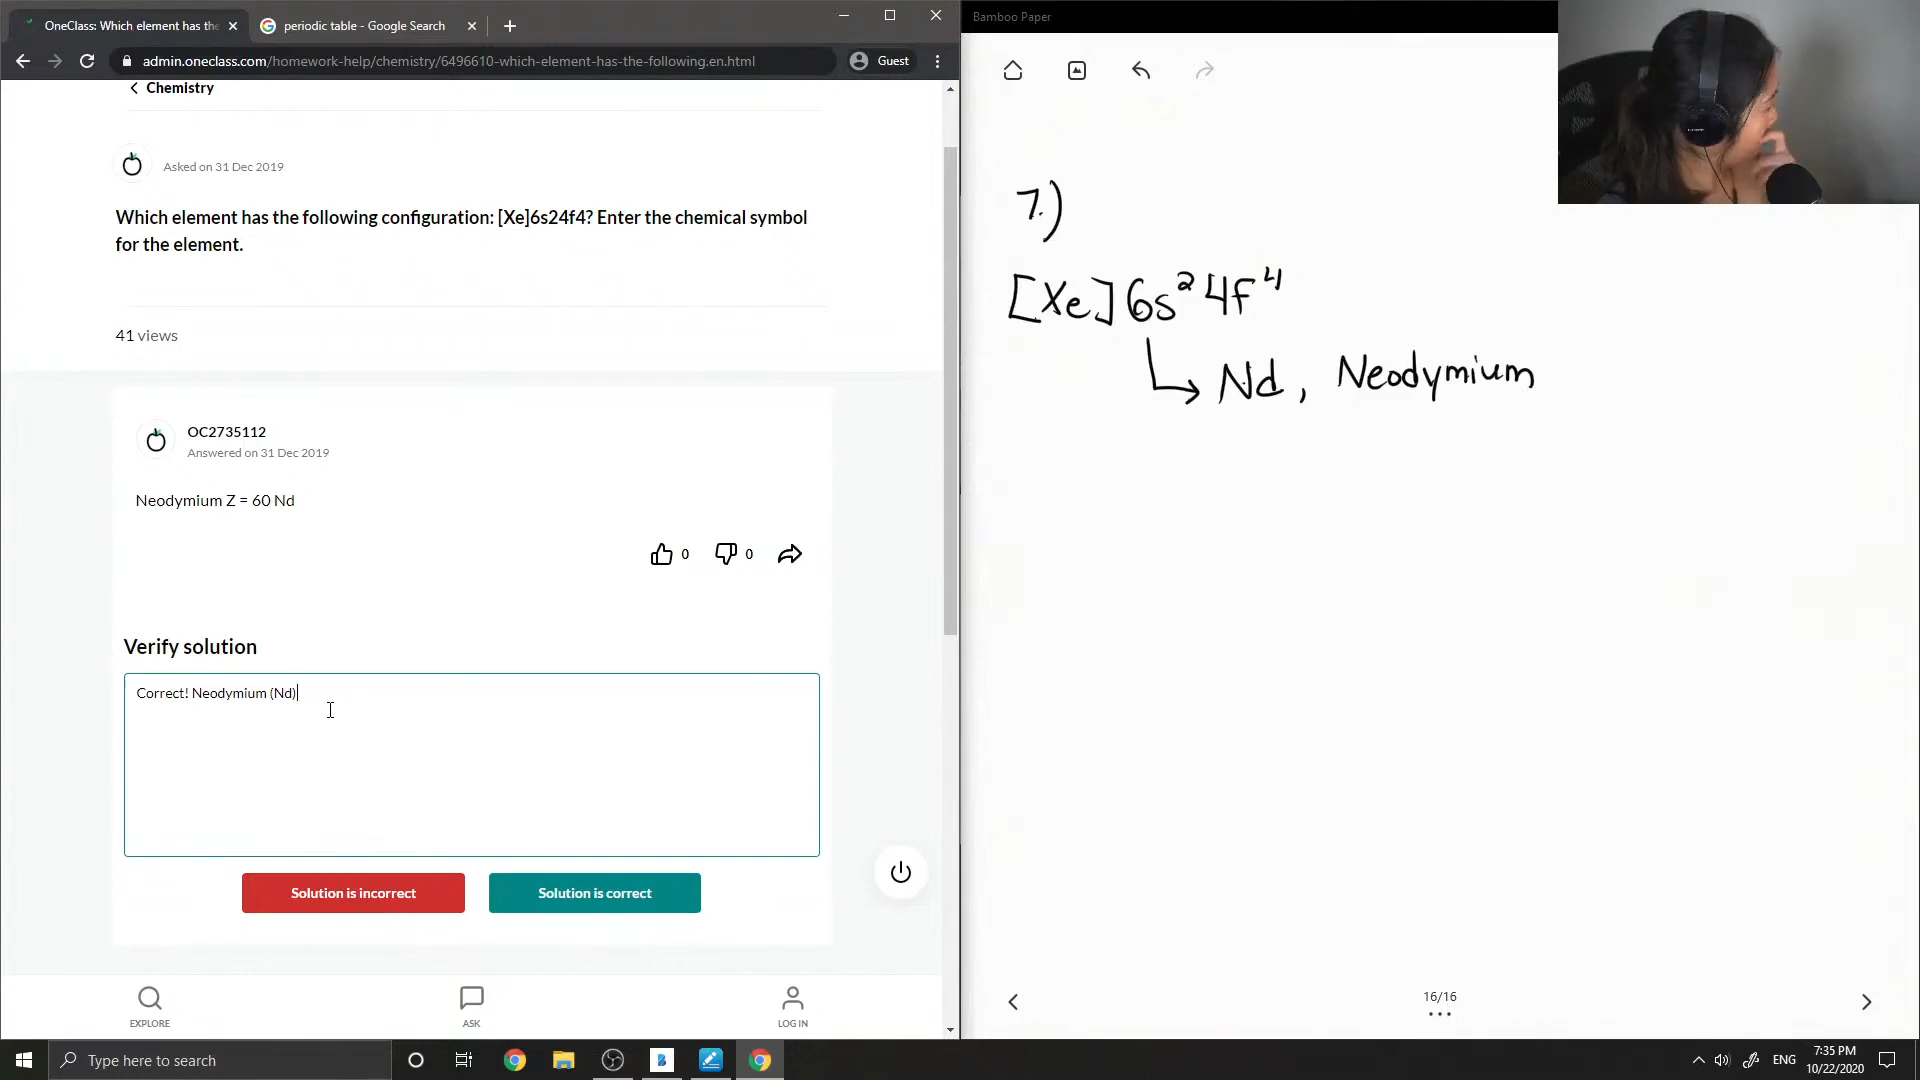 OneClass: Which element has the
periodic table - Google Search
admin.oneclass.com/homework-help/chemistry/6496610-which-element-has-the-following.en.html
Guest
Chemistry
Asked on 31 Dec 2019
Which element has the following configuration: [Xe]6s24f4? Enter the chemical symbol
for the element.
41 views
OC2735112
Answered on 31 Dec 2019
Neodymium Z = 60 Nd
0
0
Verify solution
Correct! Neodymium (Nd)
Solution is incorrect
Solution is correct
EXPLORE
ASK
LOG IN
Bamboo Paper
7.)
[Xe]6s²4f⁴
Nd, Neodymium
16/16
Type here to search
B
ENG
7:35 PM
10/22/2020